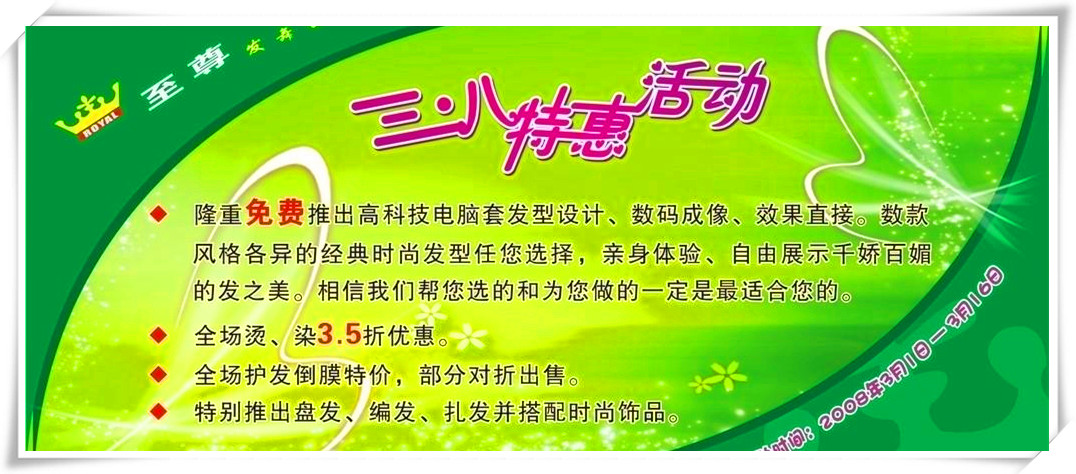 至尊发舞
ROYAL
三·八特惠活动
隆重免费推出高科技电脑套发型设计、数码成像、效果直接。数款
风格各异的经典时尚发型任您选择，亲身体验、自由展示千娇百媚
的发之美。相信我们帮您选的和为您做的一定是最适合您的。
全场烫、染3.5折优惠。
全场护发倒膜特价，部分对折出售。
特别推出盘发、编发、扎发并搭配时尚饰品。
时间：2008年3月1日—3月16日